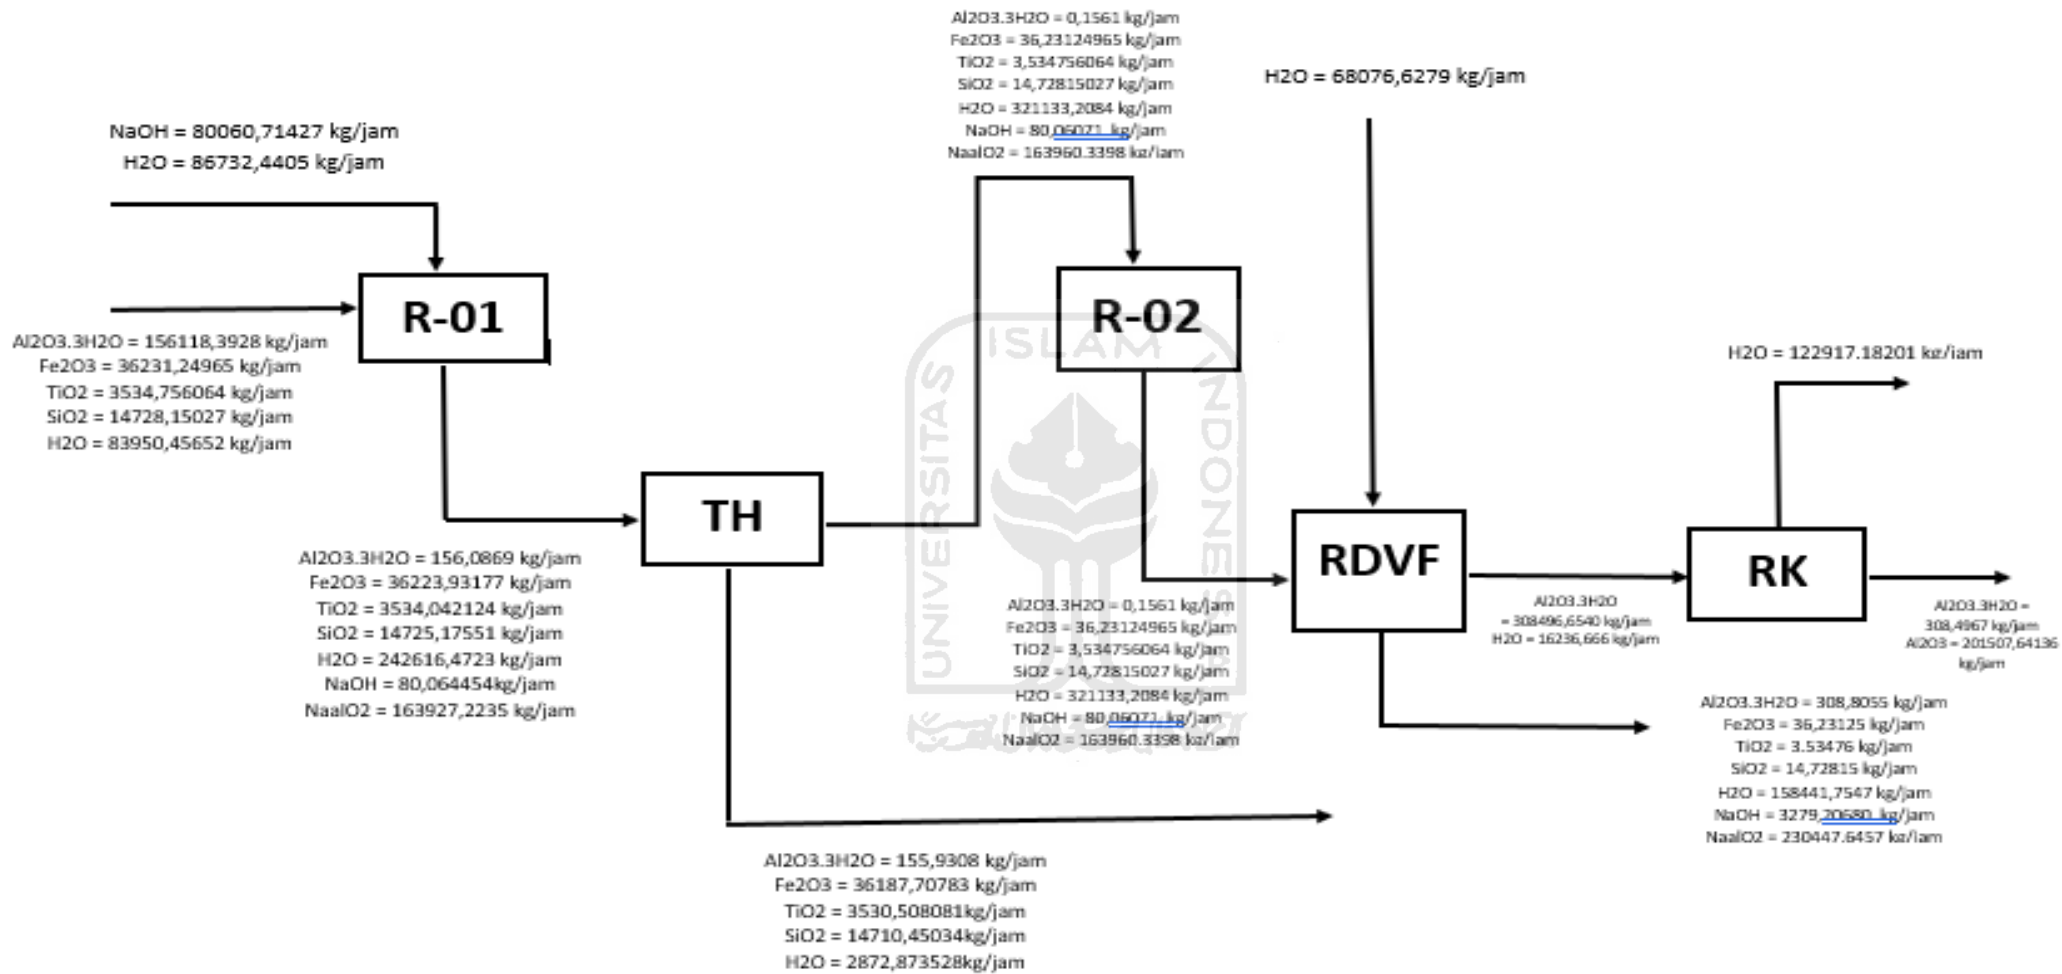 Al2O3.3H2O = 0,1561 kg/jam
Fe2O3 = 36,23124965 kg/jam
TiO2 = 3,534756064 kg/jam
SiO2 = 14,72815027 kg/jam
H2O = 321133,2084 kg/jam
NaOH = 80,06071 kg/jam
NaalO2 = 163960.3398 kg/jam
H2O = 68076,6279 kg/jam
NaOH = 80060,71427 kg/jam
H2O = 86732,4405 kg/jam
R-01
Al2O3.3H2O = 156118,3928 kg/jam
Fe2O3 = 36231,24965 kg/jam
TiO2 = 3534,756064 kg/jam
SiO2 = 14728,15027 kg/jam
H2O = 83950,45652 kg/jam
R-02
H2O = 122917.18201 kg/jam
TH
RDVF
RK
Al2O3.3H2O = 156,0869 kg/jam
Fe2O3 = 36223,93177 kg/jam
TiO2 = 3534,042124 kg/jam
SiO2 = 14725,17551 kg/jam
H2O = 242616,4723 kg/jam
NaOH = 80,064454kg/jam
NaalO2 = 163927,2235 kg/jam
Al2O3.3H2O = 0,1561 kg/jam
Fe2O3 = 36,23124965 kg/jam
TiO2 = 3,534756064 kg/jam
SiO2 = 14,72815027 kg/jam
H2O = 321133,2084 kg/jam
NaOH = 80,06071 kg/jam
NaalO2 = 163960.3398 kg/jam
Al2O3.3H2O
= 308496,6540 kg/jam
H2O = 16236,666 kg/jam
Al2O3.3H2O =
308,4967 kg/jam
Al2O3 = 201507,64136
kg/jam
Al2O3.3H2O = 308,8055 kg/jam
Fe2O3 = 36,23125 kg/jam
TiO2 = 3.53476 kg/jam
SiO2 = 14,72815 kg/jam
H2O = 158441,7547 kg/jam
NaOH = 3279,20680 kg/jam
NaalO2 = 230447.6457 kg/jam
Al2O3.3H2O = 155,9308 kg/jam
Fe2O3 = 36187,70783 kg/jam
TiO2 = 3530,508081kg/jam
SiO2 = 14710,45034kg/jam
H2O = 2872,873528kg/jam
UNIVERSITAS
ISLAM
INDONES